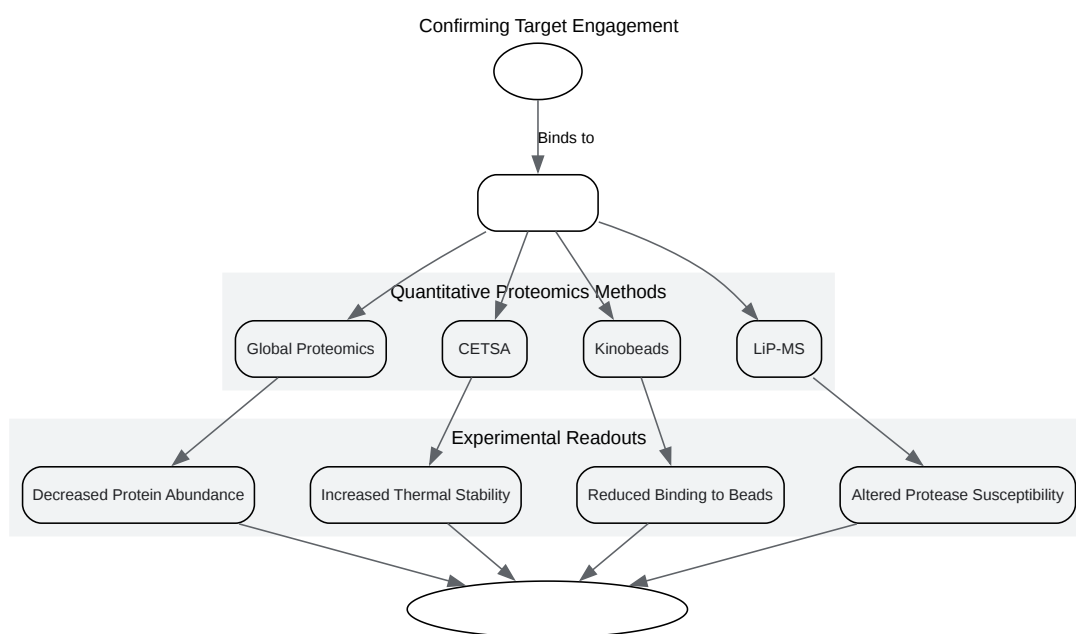 Confirming Target Engagement
Binds to
Quantitative Proteomics Methods
Global Proteomics
CETSA
Kinobeads
LiP-MS
Experimental Readouts
Decreased Protein Abundance
Increased Thermal Stability
Reduced Binding to Beads
Altered Protease Susceptibility